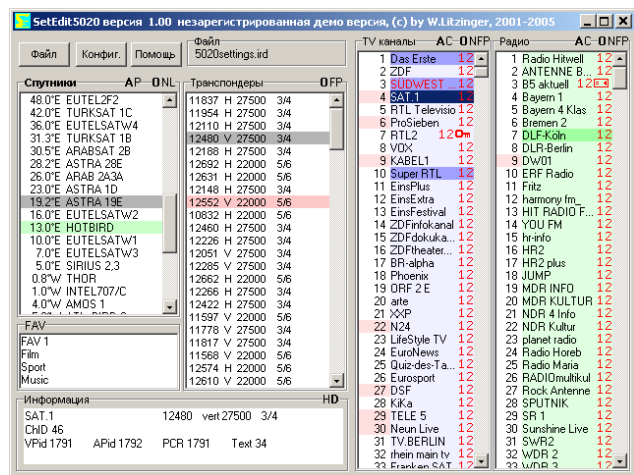 SetEdit5020 версия 1.00 незарегистрированная демо версия, (c) by W.Litzinger, 2001-2005
Файл Конфиг. Помощь
Файл
5020settings.ird
Спутники AP ONL
48.0°E EUTEL2F2
42.0°E TURKSAT 1C
36.0°E EUTELSATW4
31.3°E TURKSAT 1B
30.5°E ARABSAT 2B
28.2°E ASTRA 28E
26.0°E ARAB 2A3A
23.0°E ASTRA 1D
19.2°E ASTRA 19E
16.0°E EUTELSATW2
13.0°E HOTBIRD
10.0°E EUTELSATW1
7.0°E EUTELSATW3
5.0°E SIRIUS 2,3
0.8°W THOR
1.0°W INTEL707/C
4.0°W AMOS 1
FAV
FAV 1
Film
Sport
Music
Транспондеры OFP
11837 H 27500 3/4
11954 H 27500 3/4
12110 H 27500 3/4
12480 V 27500 3/4
12188 H 27500 3/4
12692 H 22000 5/6
12631 H 22000 5/6
12148 H 27500 3/4
12552 V 22000 5/6
10832 H 22000 5/6
12460 H 27500 3/4
12226 H 27500 3/4
12051 V 27500 3/4
12285 V 27500 3/4
12662 H 22000 5/6
12266 H 27500 3/4
12422 H 27500 3/4
11597 V 22000 5/6
11778 V 27500 3/4
11817 V 27500 3/4
11568 V 22000 5/6
12574 H 22000 5/6
12610 V 22000 5/6
TV каналы AC ONFP
1 Das Erste 12
2 ZDF 12
3 SÜDWEST ... 12
4 SAT.1 12
5 RTL Televisio 12
6 ProSieben 12
7 RTL2 12
8 VOX 12
9 KABEL1 12
10 Super RTL 12
11 EinsPlus 12
12 EinsExtra 12
13 EinsFestival 12
14 ZDFinfokanal 12
15 ZDFdokuka... 12
16 ZDFtheater... 12
17 BR-alpha 12
18 Phoenix 12
19 ORF 2 E 12
20 arte 12
21 XXP 12
22 N24 12
23 LifeStyle TV 12
24 EuroNews 12
25 Quiz-des-Ta... 12
26 Eurosport 12
27 DSF 12
28 KiKa 12
29 TELE 5 12
30 Neun Live 12
31 TV.BERLIN 12
32 rhein main tv 12
33 Franken SAT 12
Радио AC ONFP
1 Radio Hitwell 12
2 ANTENNE B... 12
3 B5 aktuell 12
4 Bayern 1 12
5 Bayern 4 Klas 12
6 Bremen 2 12
7 DLF-Köln 12
8 DLR-Berlin 12
9 DW01 12
10 ERF Radio 12
11 Fritz 12
12 harmony fm_ 12
13 HIT RADIO F... 12
14 YOU FM 12
15 hr-info 12
16 HR2 12
17 HR2 plus 12
18 JUMP 12
19 MDR INFO 12
20 MDR KULTUR 12
21 NDR 4 Info 12
22 NDR Kultur 12
23 planet radio 12
24 Radio Horeb 12
25 Radio Maria 12
26 RADIOmultikul 12
27 Rock Antenne 12
28 SPUTNIK 12
29 SR 1 12
30 Sunshine Live 12
31 SWR2 12
32 WDR 2 12
33 WDR 3 12
Информация HD
SAT.1 12480 vert 27500 3/4
ChID 46
VPid 1791 APid 1792 PCR 1791 Text 34